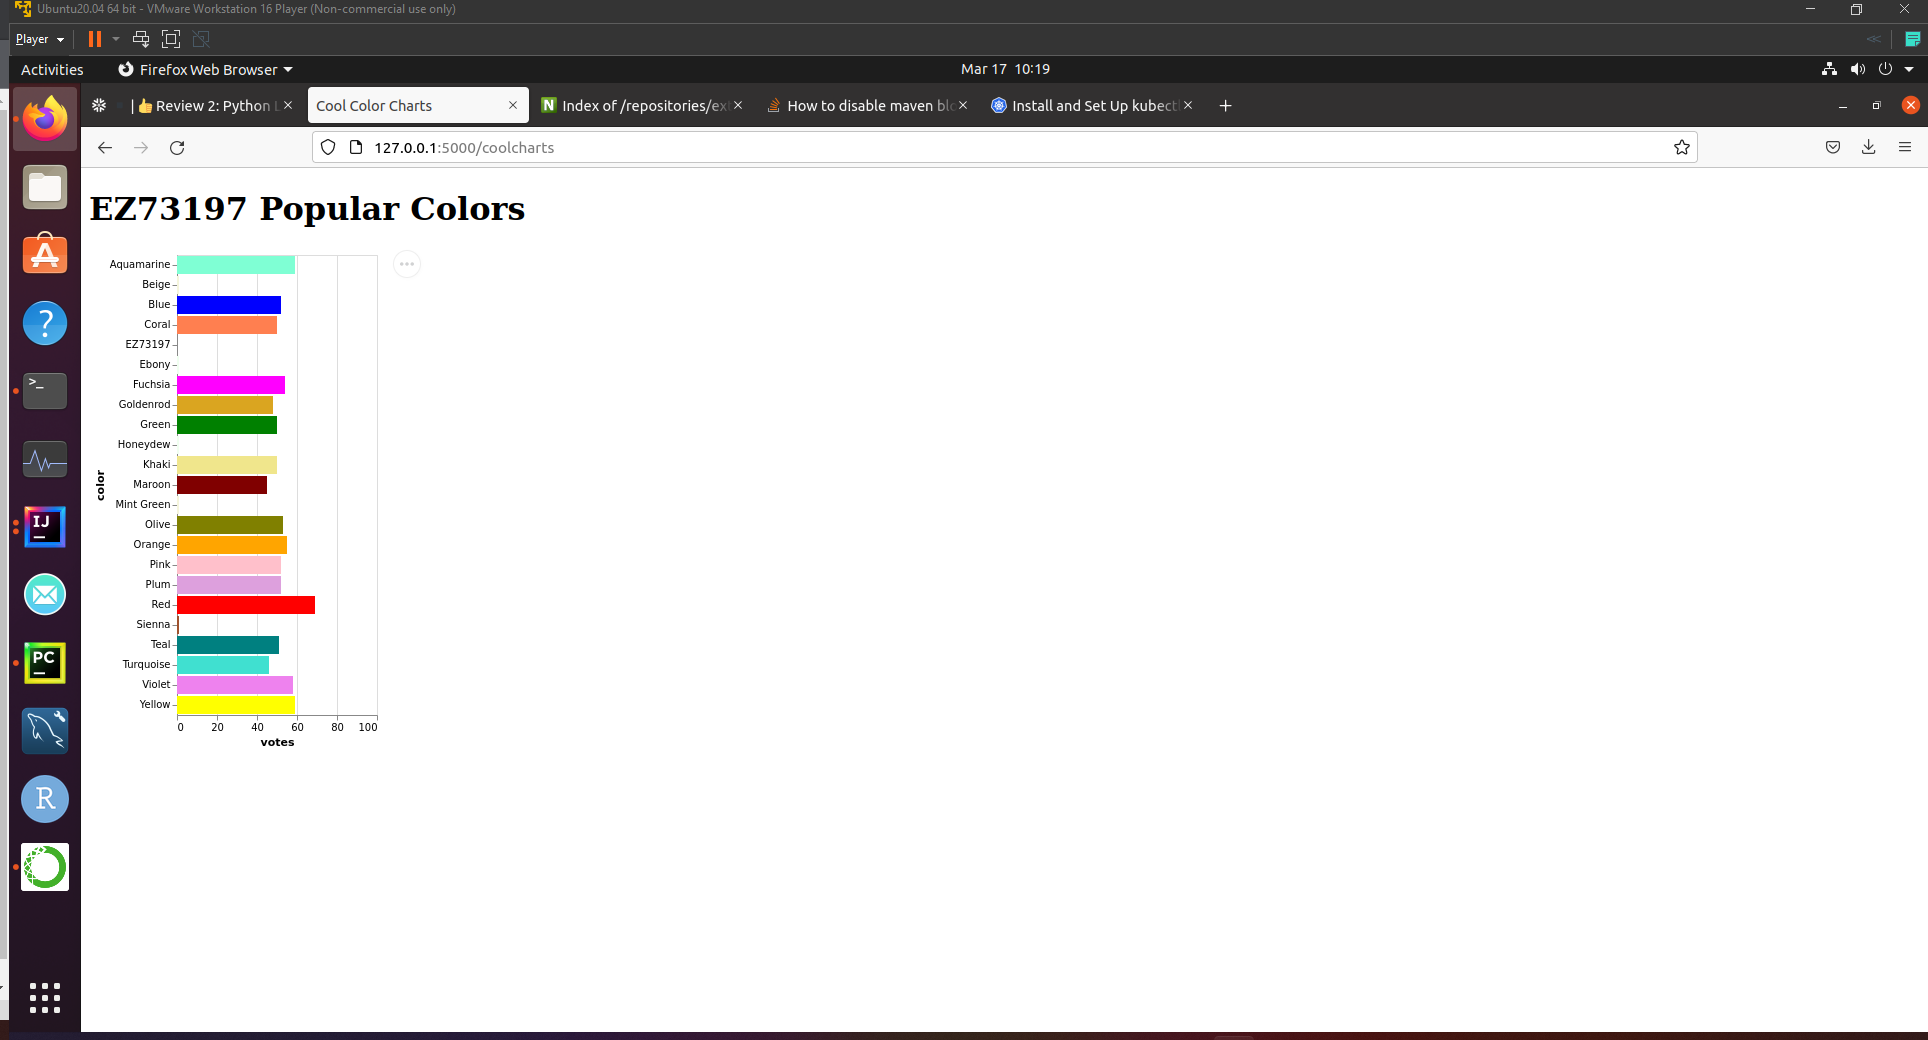 Ubuntu20.04 64 bit - VMware Workstation 16 Player (Non-commercial use only)
Player
Activities
Firefox Web Browser
Mar 17 10:19
| 👍 Review 2: Python
Cool Color Charts
Index of /repositories/ex
How to disable maven blo
Install and Set Up kubectl
127.0.0.1:5000/coolcharts
EZ73197 Popular Colors
Aquamarine
Beige
Blue
Coral
EZ73197
Ebony
Fuchsia
Goldenrod
Green
Honeydew
Khaki
Maroon
Mint Green
Olive
Orange
Pink
Plum
Red
Sienna
Teal
Turquoise
Violet
Yellow
color
0 20 40 60 80 100
votes
>_
IJ
PC
R
N